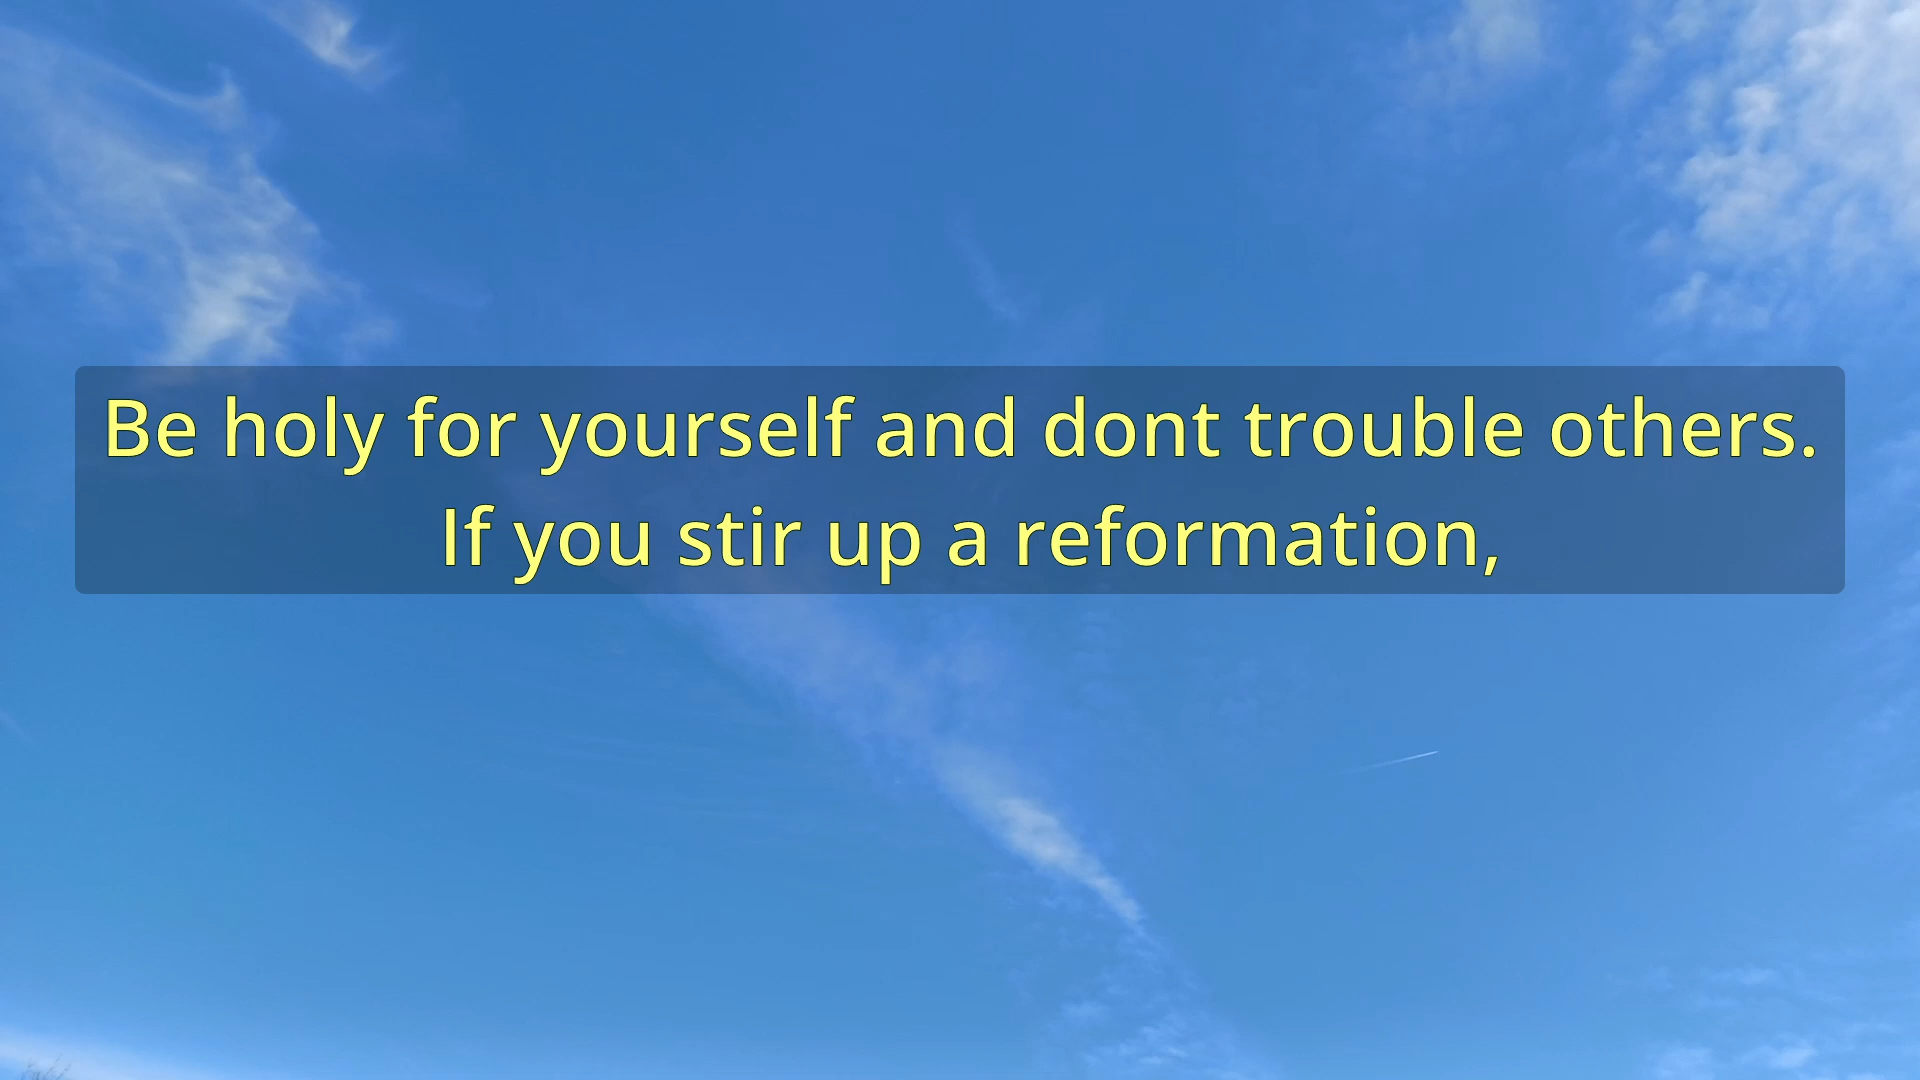 Be holy for yourself and dont trouble others.
If you stir up a reformation,